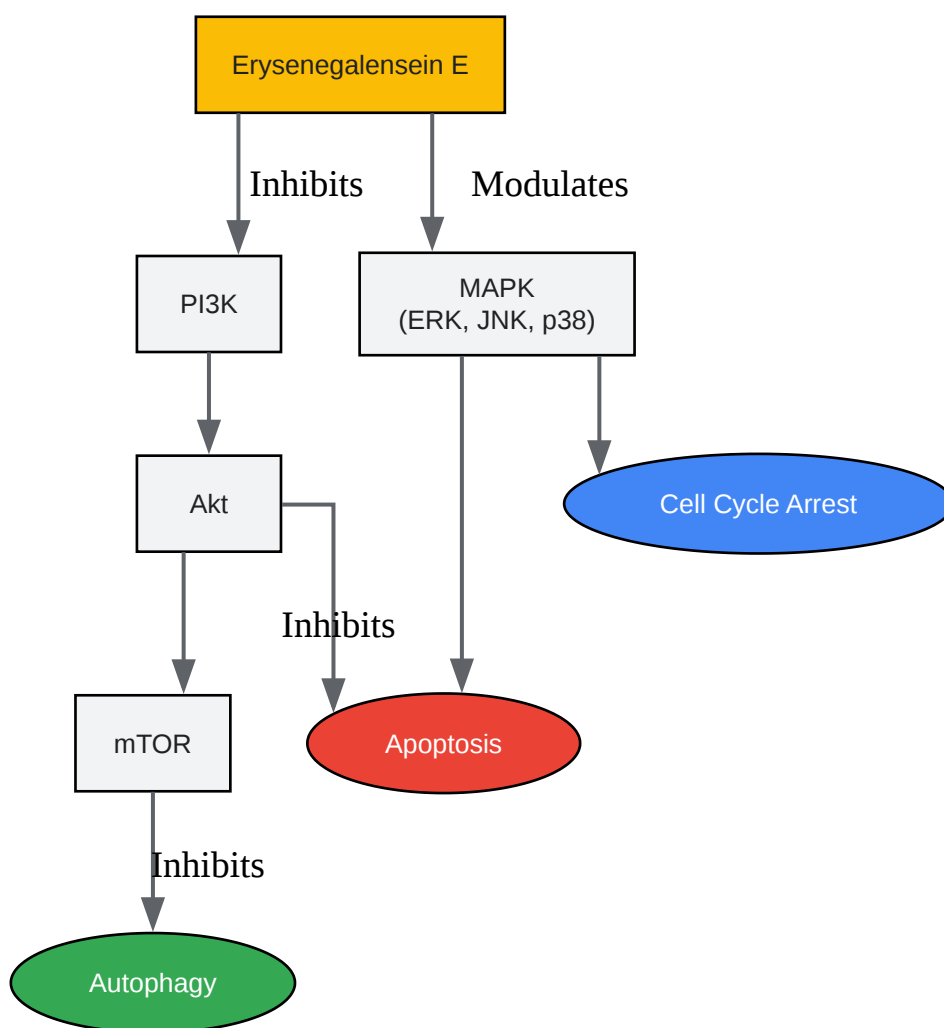 Erysenegalensein E
Inhibits
Modulates
PI3K
MAPK
(ERK, JNK, p38)
Akt
Cell Cycle Arrest
Inhibits
mTOR
Apoptosis
Inhibits
Autophagy